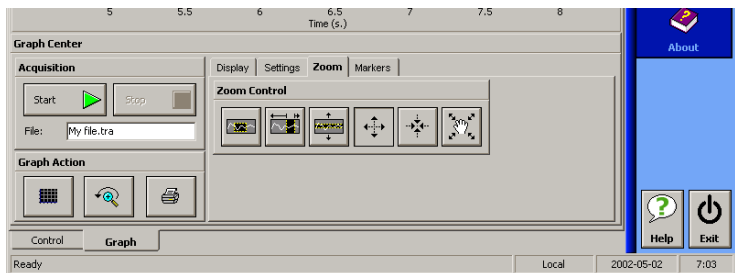 5 5.5 6 6.5 7 7.5 8
Time (s.)
Graph Center
About
Acquisition
Display Settings Zoom Markers
Zoom Control
Start Stop
File: My file.tra
Graph Action
Control Graph
Help Exit
Ready Local 2002-05-02 7:03